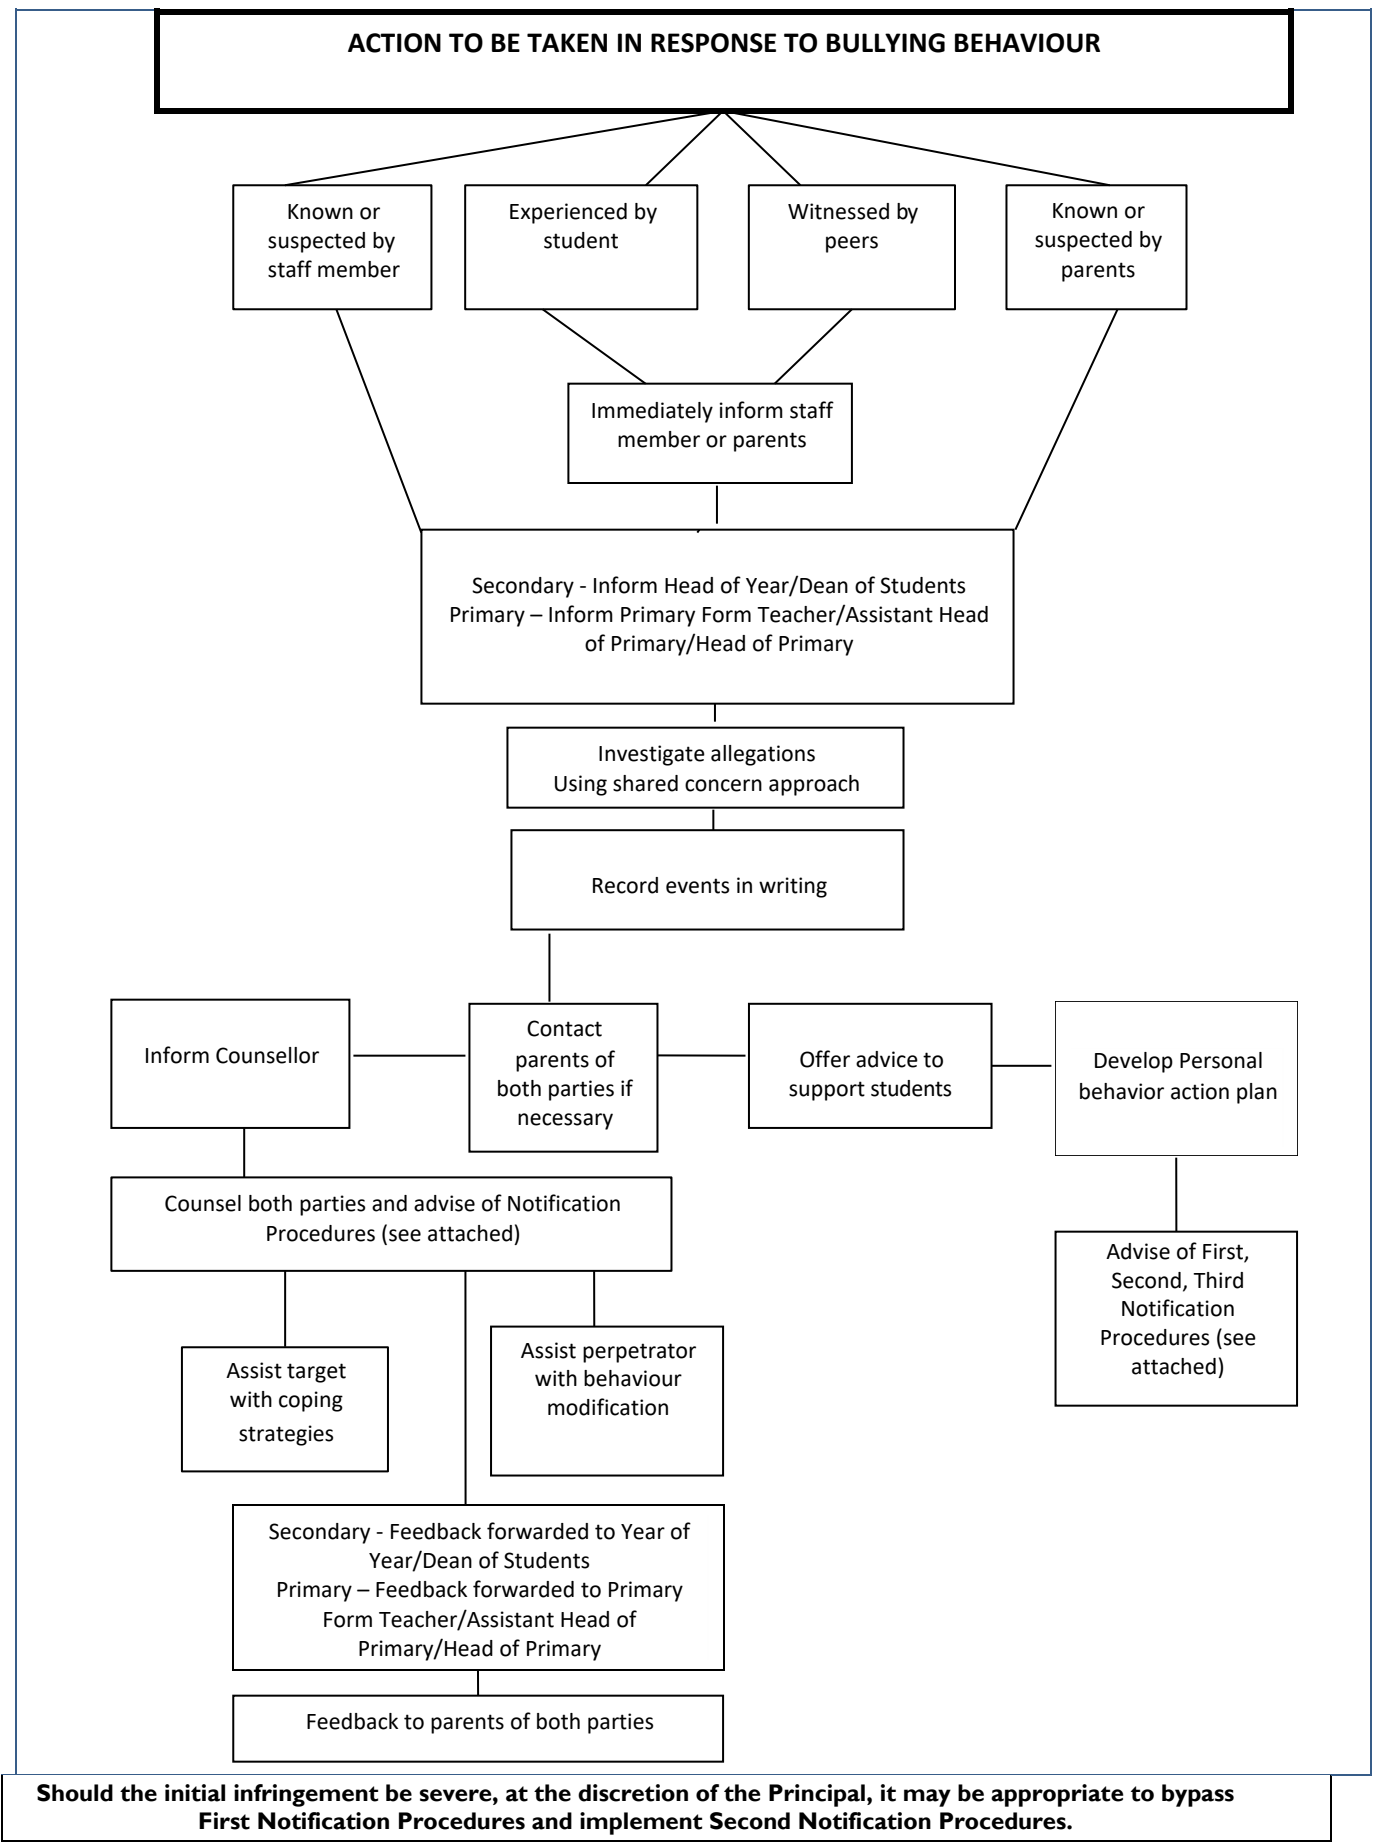 ACTION TO BE TAKEN IN RESPONSE TO BULLYING BEHAVIOUR
Known or
suspected by
staff member
Experienced by
student
Witnessed by
peers
Known or
suspected by
parents
Immediately inform staff
member or parents
Secondary - Inform Head of Year/Dean of Students
Primary – Inform Primary Form Teacher/Assistant Head
of Primary/Head of Primary
Investigate allegations
Using shared concern approach
Record events in writing
Inform Counsellor
Contact
parents of
both parties if
necessary
Offer advice to
support students
Develop Personal
behavior action plan
Counsel both parties and advise of Notification
Procedures (see attached)
Advise of First,
Second, Third
Notification
Procedures (see
attached)
Assist target
with coping
strategies
Assist perpetrator
with behaviour
modification
Secondary - Feedback forwarded to Year of
Year/Dean of Students
Primary – Feedback forwarded to Primary
Form Teacher/Assistant Head of
Primary/Head of Primary
Feedback to parents of both parties
Should the initial infringement be severe, at the discretion of the Principal, it may be appropriate to bypass
First Notification Procedures and implement Second Notification Procedures.